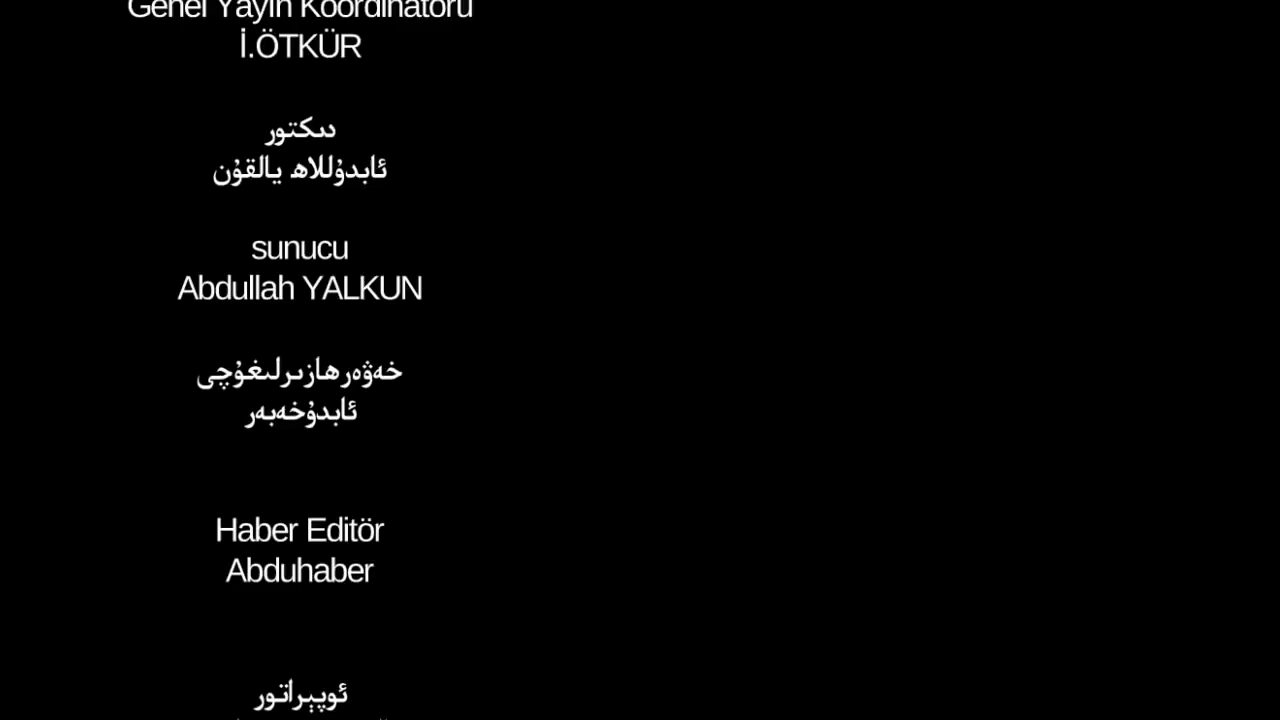 Genel Yayın Koordinatörü
İ.ÖTKÜR
دىكتور
ئابدۇللاھ يالقۇن
sunucu
Abdullah YALKUN
خەۋەرھازىرلىغۇچى
ئابدۇخەبەر
Haber Editör
Abduhaber
ئوپېراتور